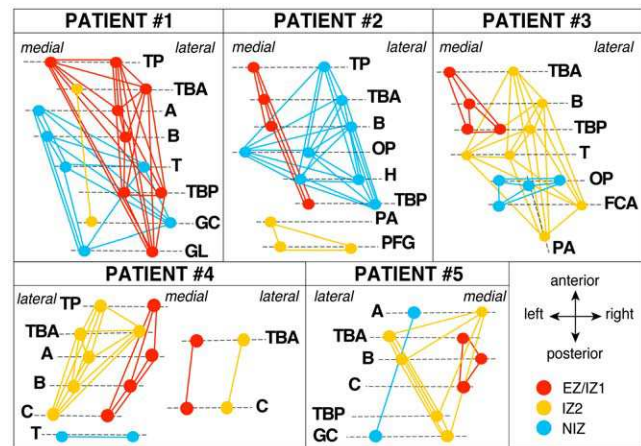 PATIENT #1
medial
lateral
TP
TBA
A
B
T
TBP
GC
GL
PATIENT #2
medial
lateral
TP
TBA
B
OP
H
TBP
PA
PFG
PATIENT #3
medial
lateral
TBA
B
TBP
T
OP
FCA
PA
PATIENT #4
lateral
medial
lateral
TP
TBA
A
B
C
T
TBA
C
PATIENT #5
lateral
medial
A
TBA
B
C
TBP
GC
anterior
left
right
posterior
EZ/IZ1
IZ2
NIZ